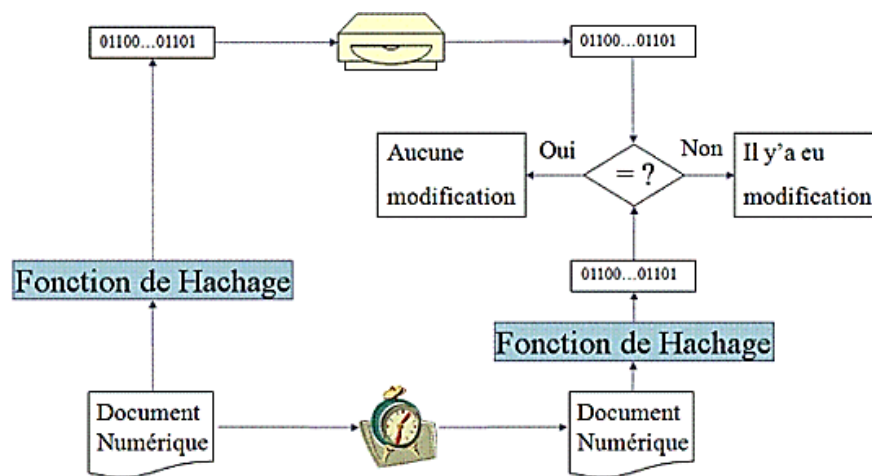 01100...01101
01100...01101
Aucune
modification
Oui
= ?
Non
Il y'a eu
modification
Fonction de Hachage
01100...01101
Fonction de Hachage
Document
Numérique
Document
Numérique